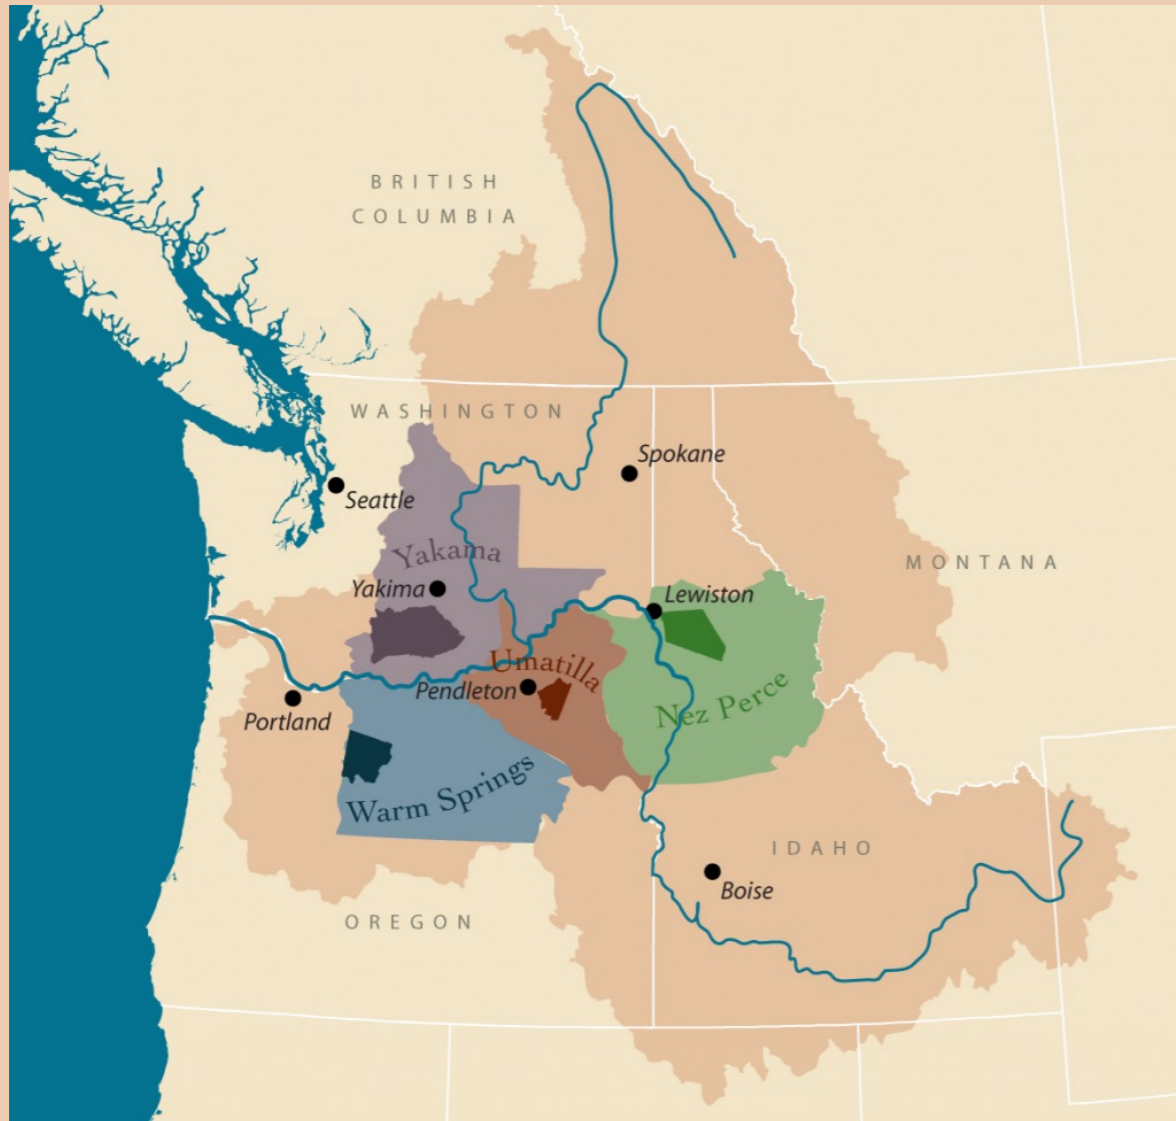 BRITISH
COLUMBIA
WASHINGTON
Spokane
Seattle
Yakama
MONTANA
Yakima
Lewiston
Umatilla
Pendleton
Nez Perce
Portland
Warm Springs
IDAHO
Boise
OREGON